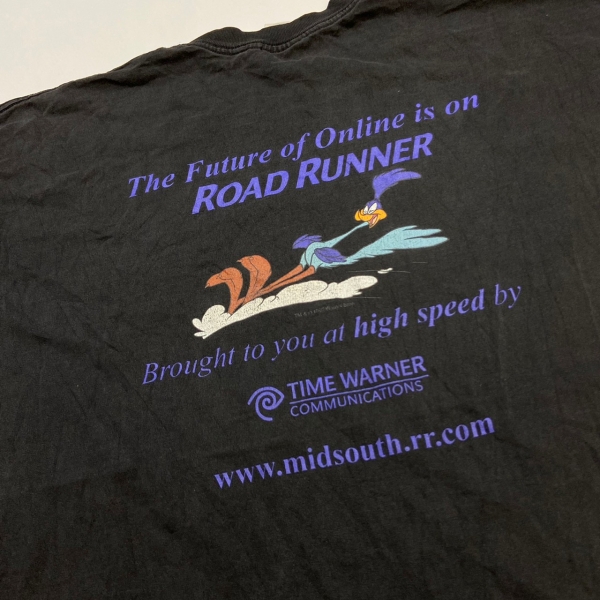 The Future of Online is on
ROAD RUNNER
Brought to you at high speed by
TIME WARNER
COMMUNICATIONS
www.midsouth.rr.com